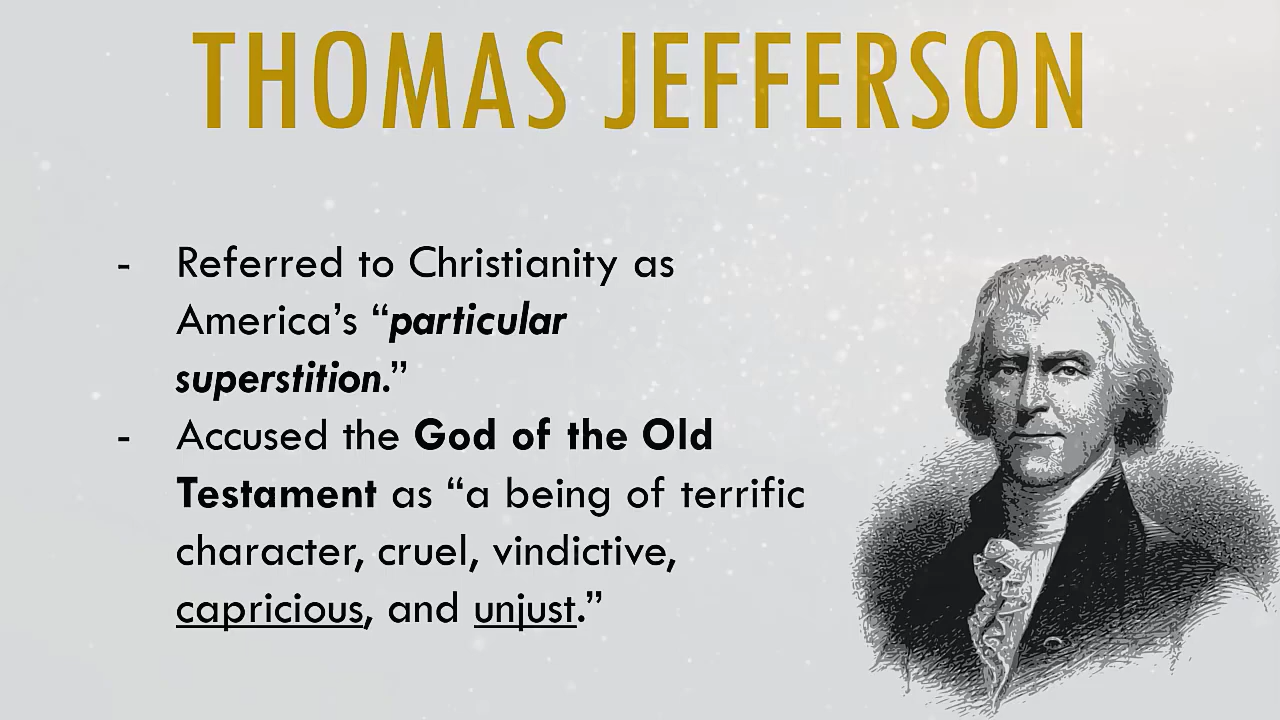 THOMAS JEFFERSON
- Referred to Christianity as
America’s “particular
superstition.”
- Accused the God of the Old
Testament as “a being of terrific
character, cruel, vindictive,
capricious, and unjust.”